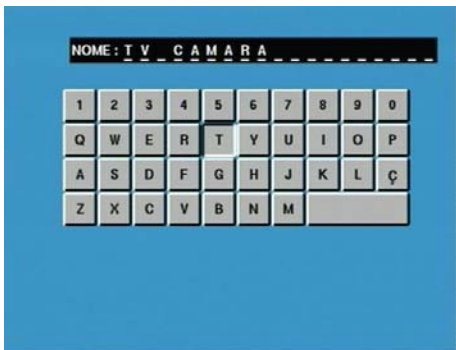 NOME: TV CAMARA
1 2 3 4 5 6 7 8 9 0
Q W E R T Y U I O P
A S D F G H J K L Ç
Z X C V B N M